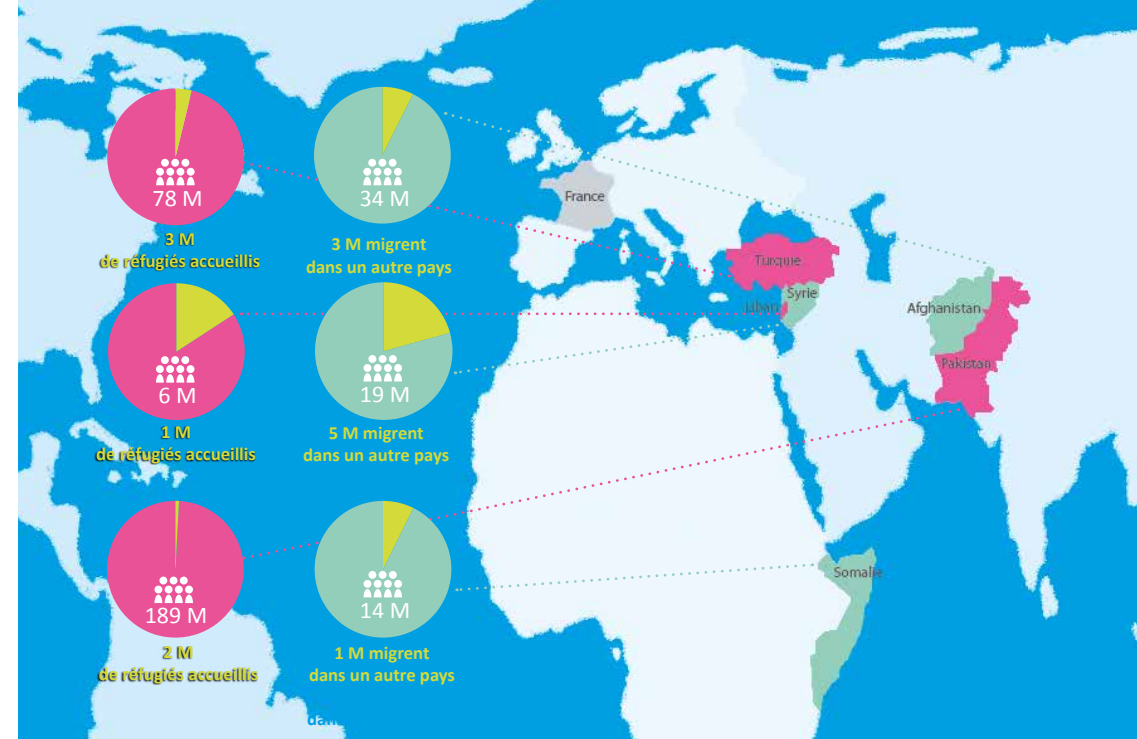 78 M
3 M
de réfugiés accueillis
34 M
3 M migrent
dans un autre pays
6 M
1 M
de réfugiés accueillis
19 M
5 M migrent
dans un autre pays
189 M
2 M
de réfugiés accueillis
14 M
1 M migrent
dans un autre pays
France
Turquie
Syrie
Liban
Afghanistan
Pakistan
Somalie